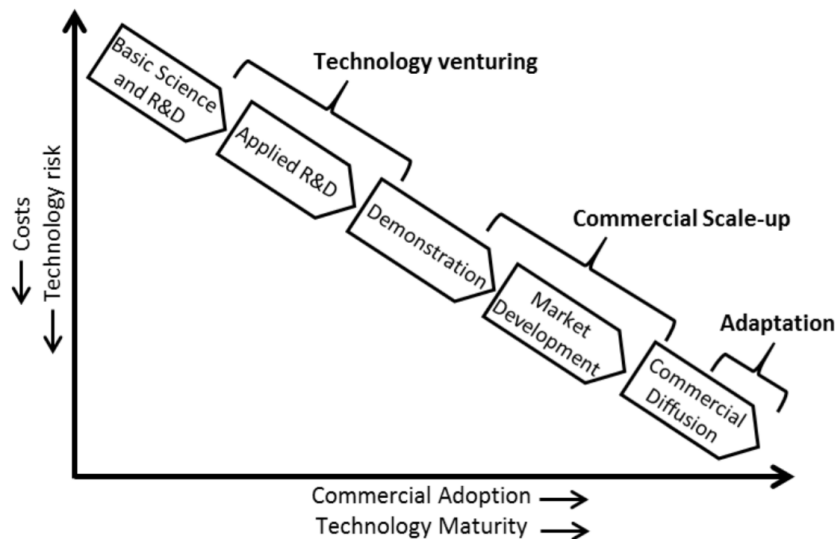 Basic Science
and R&D
Technology venturing
Applied R&D
Demonstration
Commercial Scale-up
Market
Development
Adaptation
Commercial
Diffusion
Costs
Technology risk
Commercial Adoption
Technology Maturity